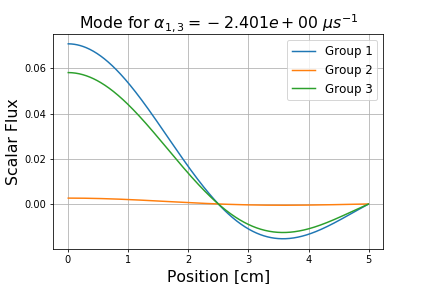 Mode for α₁,₃ = − 2.401e + 00 μs⁻¹
Group 1
Group 2
Group 3
Scalar Flux
0.06
0.04
0.02
0.00
0 1 2 3 4 5
Position [cm]